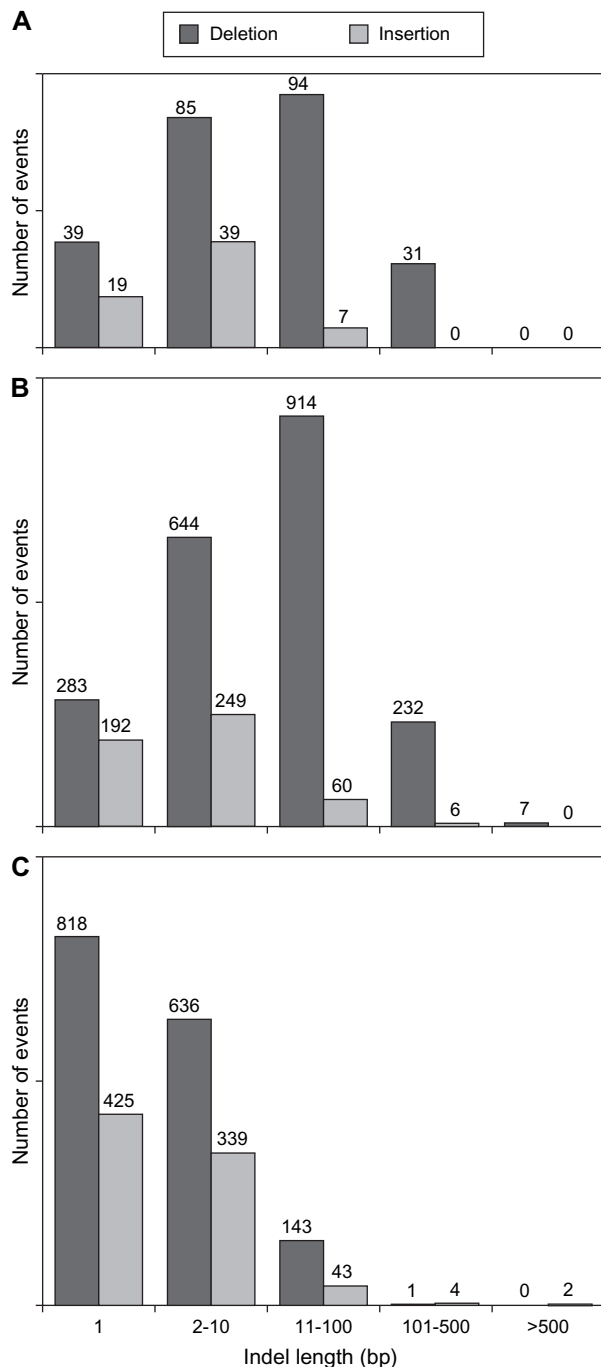 A
Deletion Insertion
94
85
39 39
31
19
7
0 0 0
Number of events
B
914
644
283
249
232
192
60
6 7 0
Number of events
C
818
636
425
339
143
43
1 4 0 2
Number of events
1 2-10 11-100 101-500 >500
Indel length (bp)